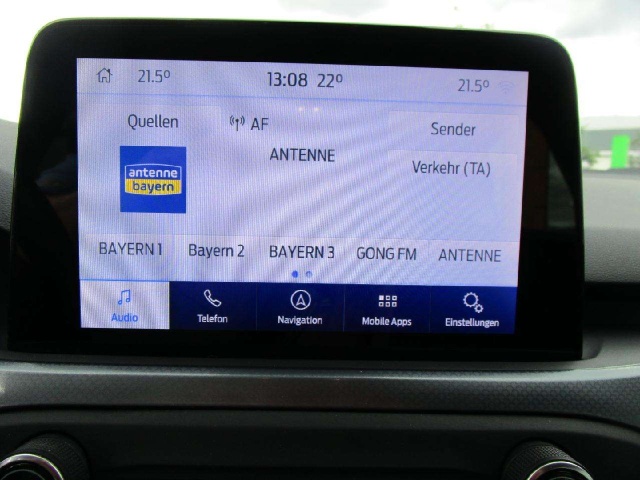 21.5° 13:08 22° 21.5°
Quellen AF Sender
ANTENNE
Verkehr (TA)
antenne
bayern
BAYERN 1 Bayern 2 BAYERN 3 GONG FM ANTENNE
Audio Telefon Navigation Mobile Apps Einstellungen